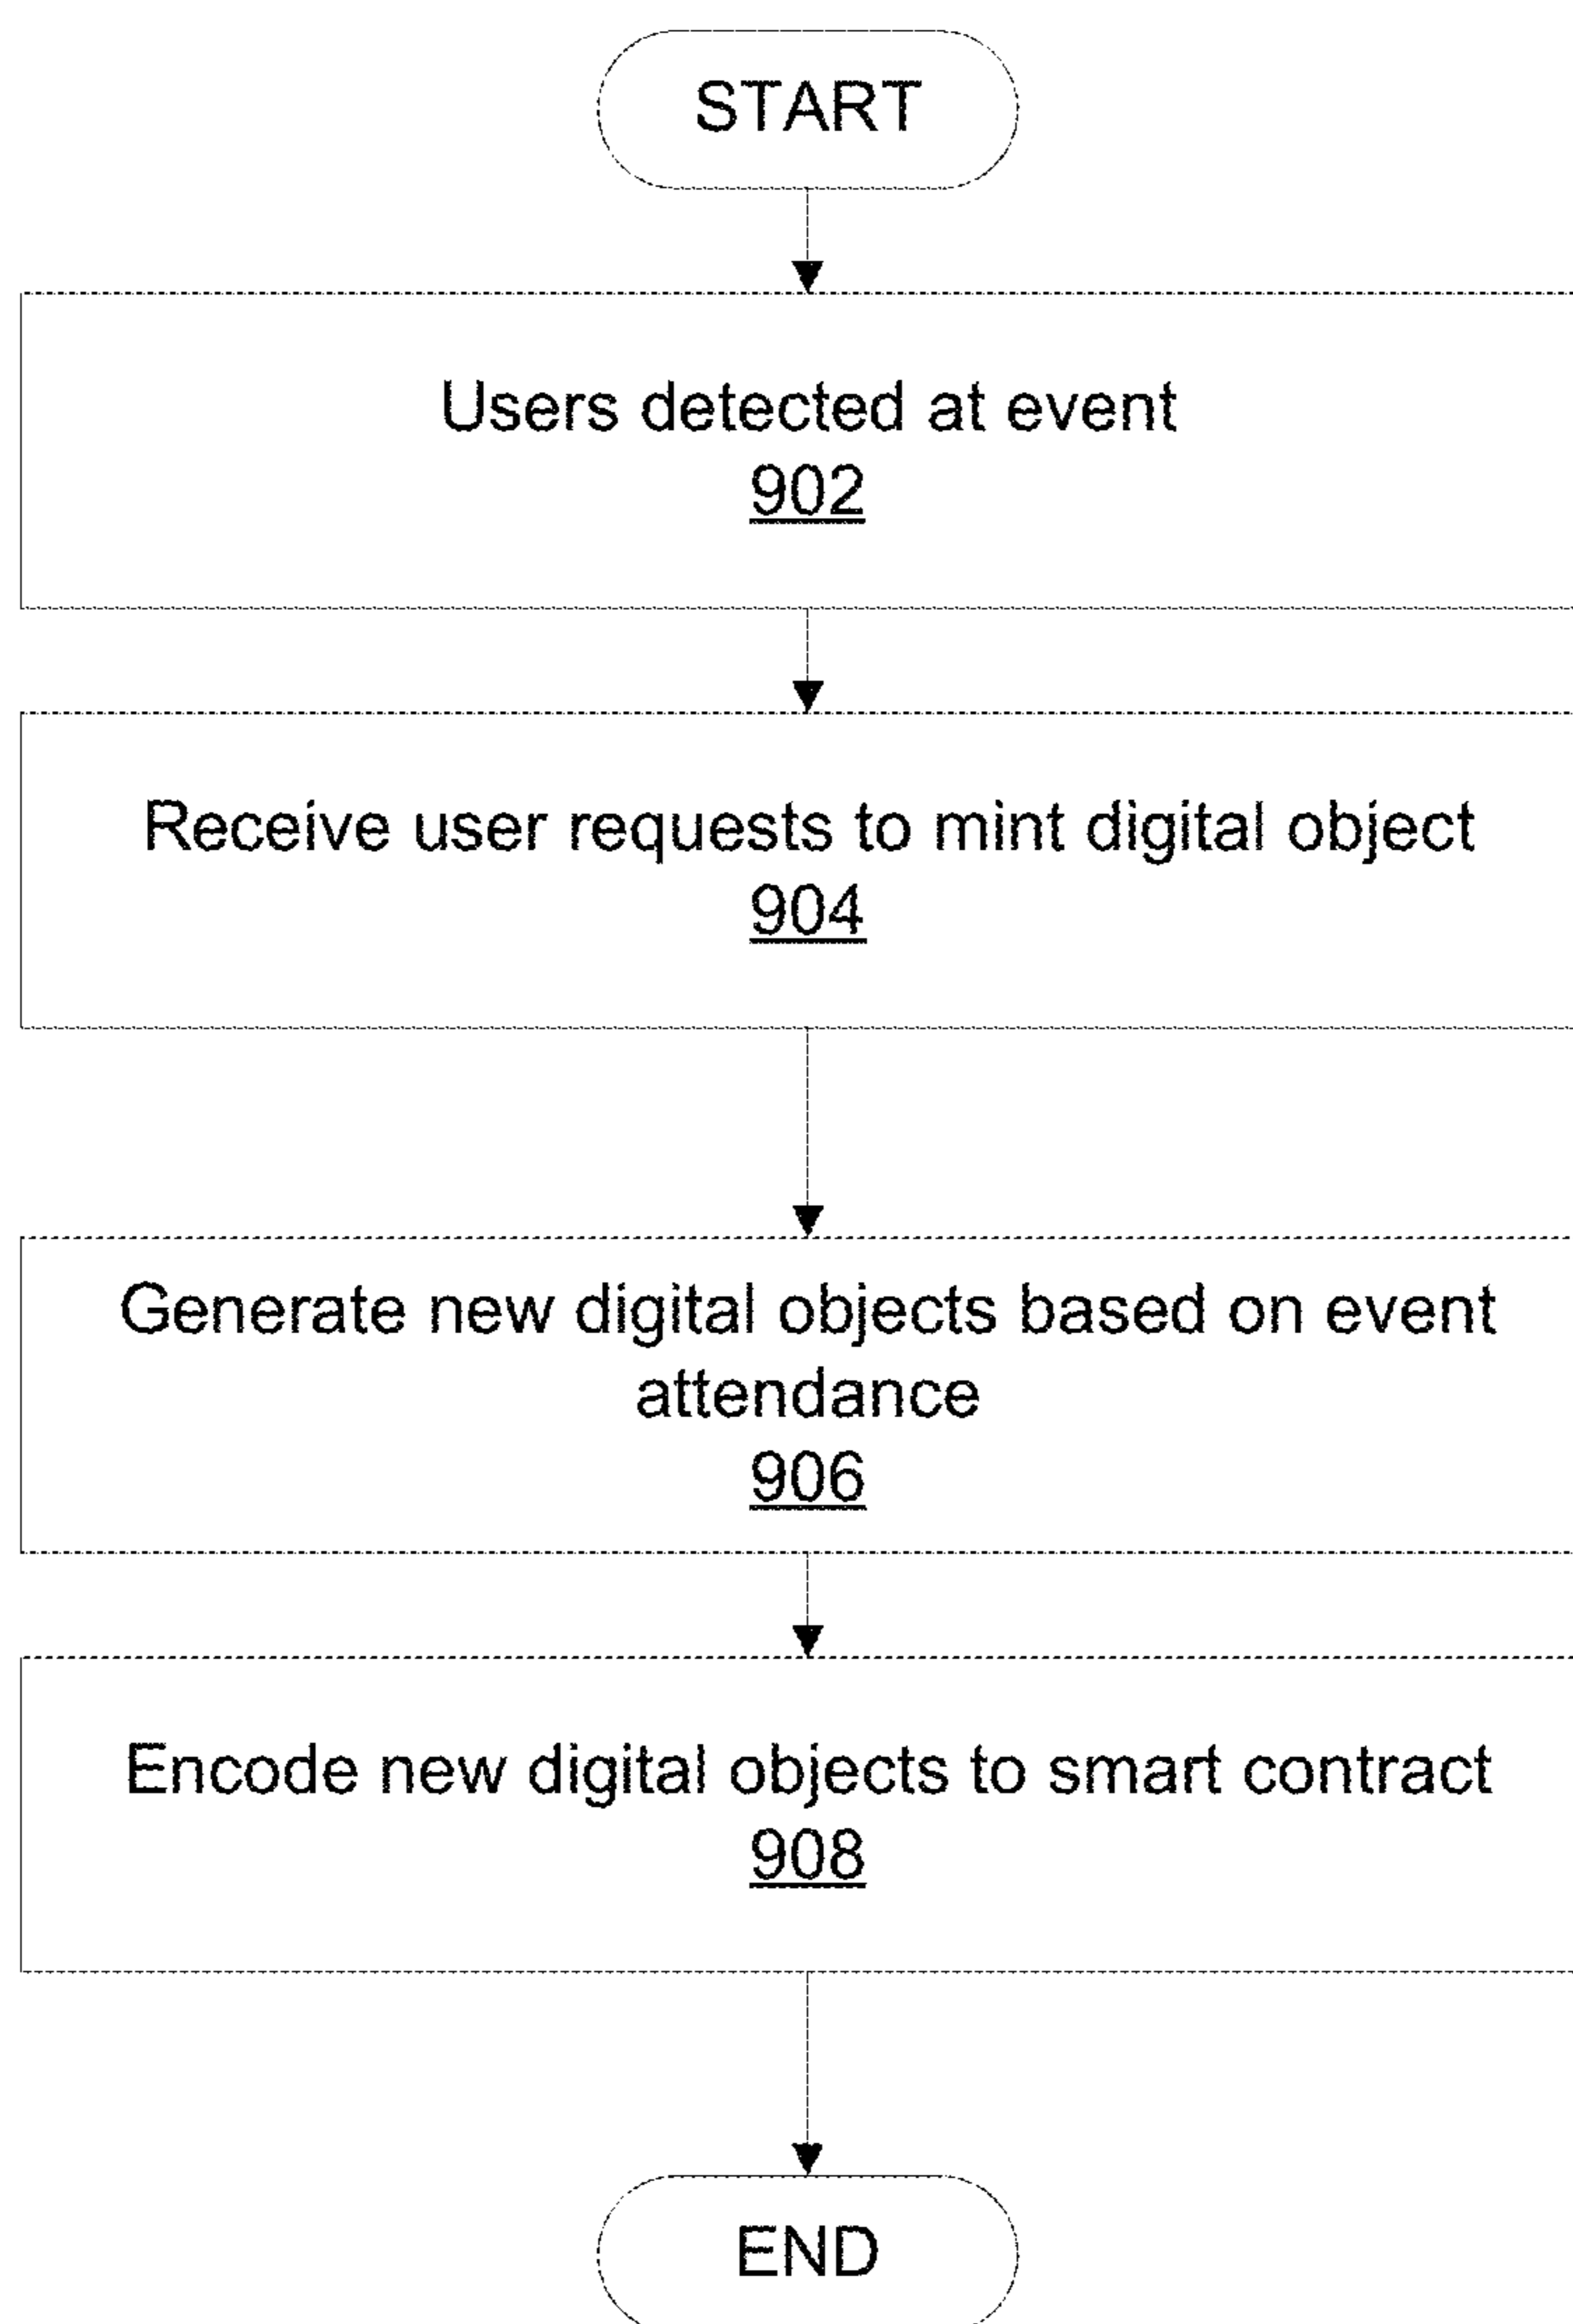 START
Users detected at event
902
Receive user requests to mint digital object
904
Generate new digital objects based on event
attendance
906
Encode new digital objects to smart contract
908
END